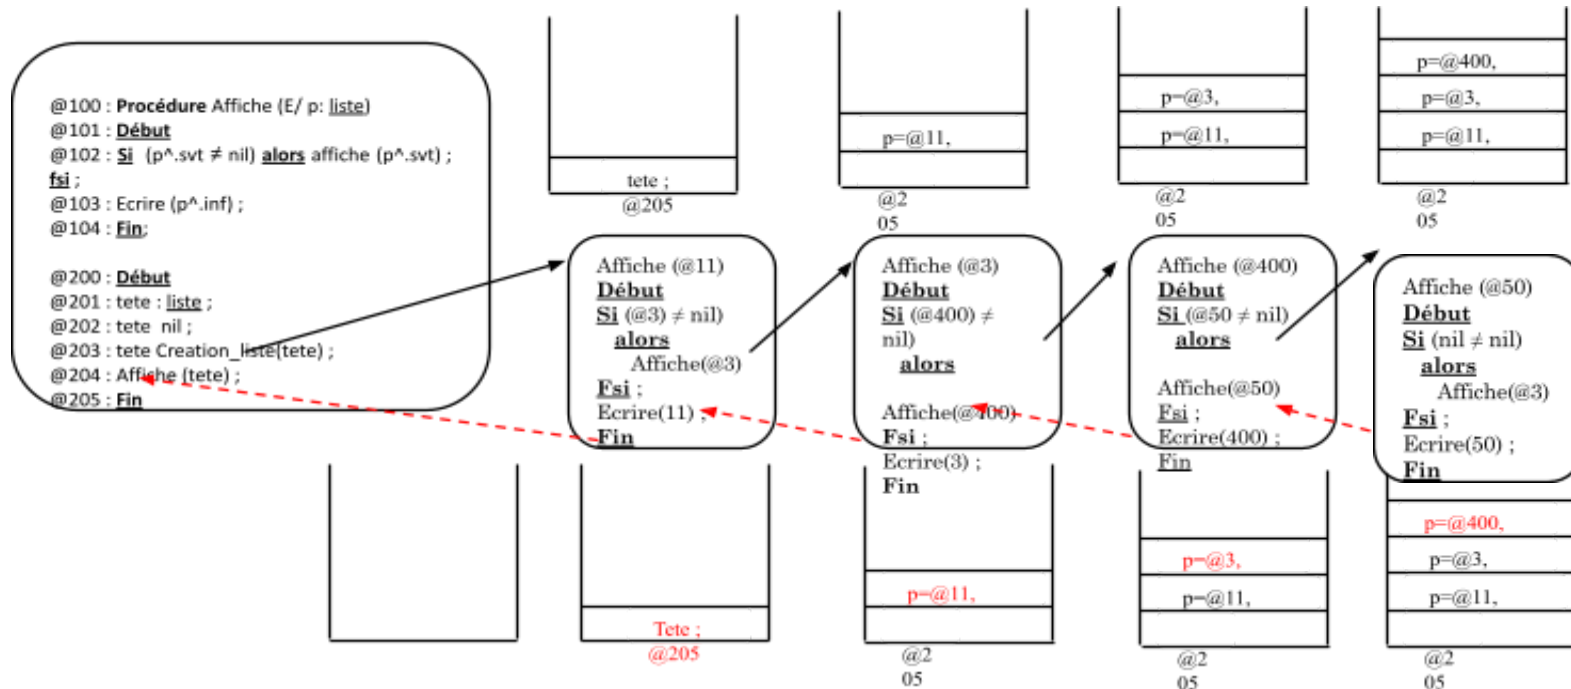 @100 : Procédure Affiche (E/ p: liste)
@101 : Début
@102 : Si (p^.svt ≠ nil) alors affiche (p^.svt) ;
fsi ;
@103 : Ecrire (p^.inf) ;
@104 : Fin;
@200 : Début
@201 : tete : liste ;
@202 : tete nil ;
@203 : tete Creation_liste(tete) ;
@204 : Affiche (tete) ;
@205 : Fin
tete ;
@205
p=@11,
@2
05
p=@3,
p=@11,
@2
05
p=@400,
p=@3,
p=@11,
@2
05
Affiche (@11)
Début
Si (@3) ≠ nil)
alors
Affiche(@3)
Fsi ;
Ecrire(11) ;
Fin
Affiche (@3)
Début
Si (@400) ≠
nil)
alors
Affiche(@400)
Fsi ;
Ecrire(3) ;
Fin
Affiche (@400)
Début
Si (@50 ≠ nil)
alors
Affiche(@50)
Fsi ;
Ecrire(400) ;
Fin
Affiche (@50)
Début
Si (nil ≠ nil)
alors
Affiche(@3)
Fsi ;
Ecrire(50) ;
Fin
Tete ;
@205
p=@11,
@2
05
p=@3,
p=@11,
@2
05
p=@400,
p=@3,
p=@11,
@2
05